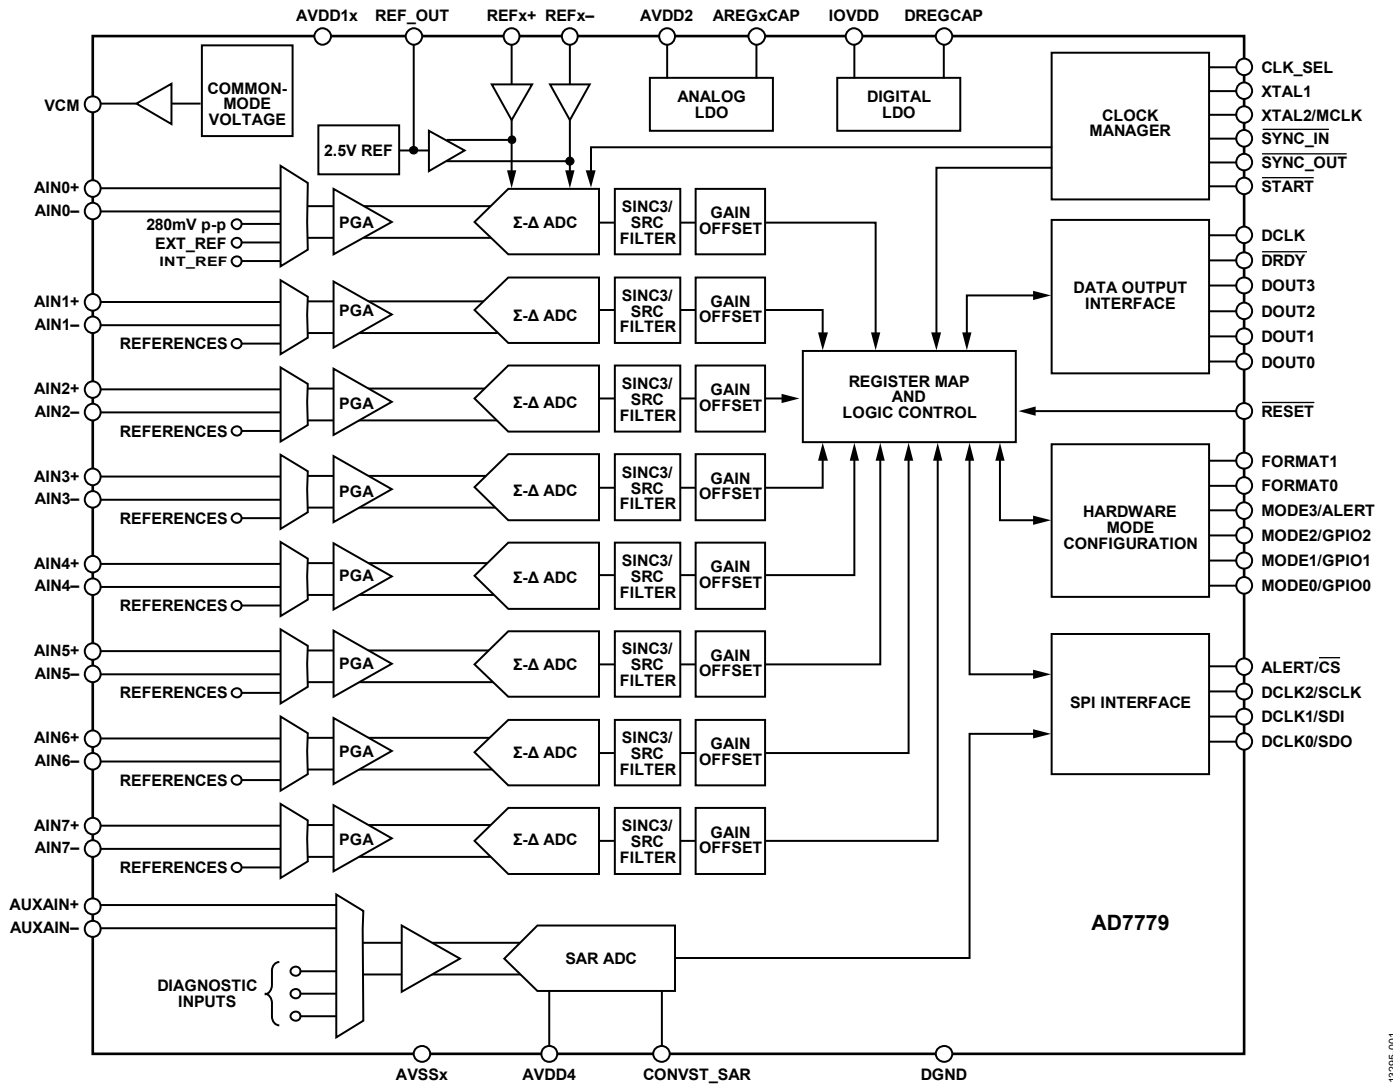 AVDD1x REF_OUT REFx+ REFx– AVDD2 AREGxCAP IOVDD DREGCAP
COMMON-
MODE
VOLTAGE
VCM
2.5V REF
ANALOG
LDO
DIGITAL
LDO
CLOCK
MANAGER
CLK_SEL
XTAL1
XTAL2/MCLK
SYNC_IN
SYNC_OUT
START
AIN0+
AIN0–
280mV p-p
EXT_REF
INT_REF
PGA
Σ-Δ ADC
SINC3/
SRC
FILTER
GAIN
OFFSET
AIN1+
AIN1–
REFERENCES
PGA
Σ-Δ ADC
SINC3/
SRC
FILTER
GAIN
OFFSET
AIN2+
AIN2–
REFERENCES
PGA
Σ-Δ ADC
SINC3/
SRC
FILTER
GAIN
OFFSET
AIN3+
AIN3–
REFERENCES
PGA
Σ-Δ ADC
SINC3/
SRC
FILTER
GAIN
OFFSET
AIN4+
AIN4–
REFERENCES
PGA
Σ-Δ ADC
SINC3/
SRC
FILTER
GAIN
OFFSET
AIN5+
AIN5–
REFERENCES
PGA
Σ-Δ ADC
SINC3/
SRC
FILTER
GAIN
OFFSET
AIN6+
AIN6–
REFERENCES
PGA
Σ-Δ ADC
SINC3/
SRC
FILTER
GAIN
OFFSET
AIN7+
AIN7–
REFERENCES
PGA
Σ-Δ ADC
SINC3/
SRC
FILTER
GAIN
OFFSET
REGISTER MAP
AND
LOGIC CONTROL
DATA OUTPUT
INTERFACE
DCLK
DRDY
DOUT3
DOUT2
DOUT1
DOUT0
RESET
HARDWARE
MODE
CONFIGURATION
FORMAT1
FORMAT0
MODE3/ALERT
MODE2/GPIO2
MODE1/GPIO1
MODE0/GPIO0
SPI INTERFACE
ALERT/CS
DCLK2/SCLK
DCLK1/SDI
DCLK0/SDO
AUXAIN+
AUXAIN–
DIAGNOSTIC
INPUTS
SAR ADC
AD7779
AVSSx AVDD4 CONVST_SAR DGND
13295-001